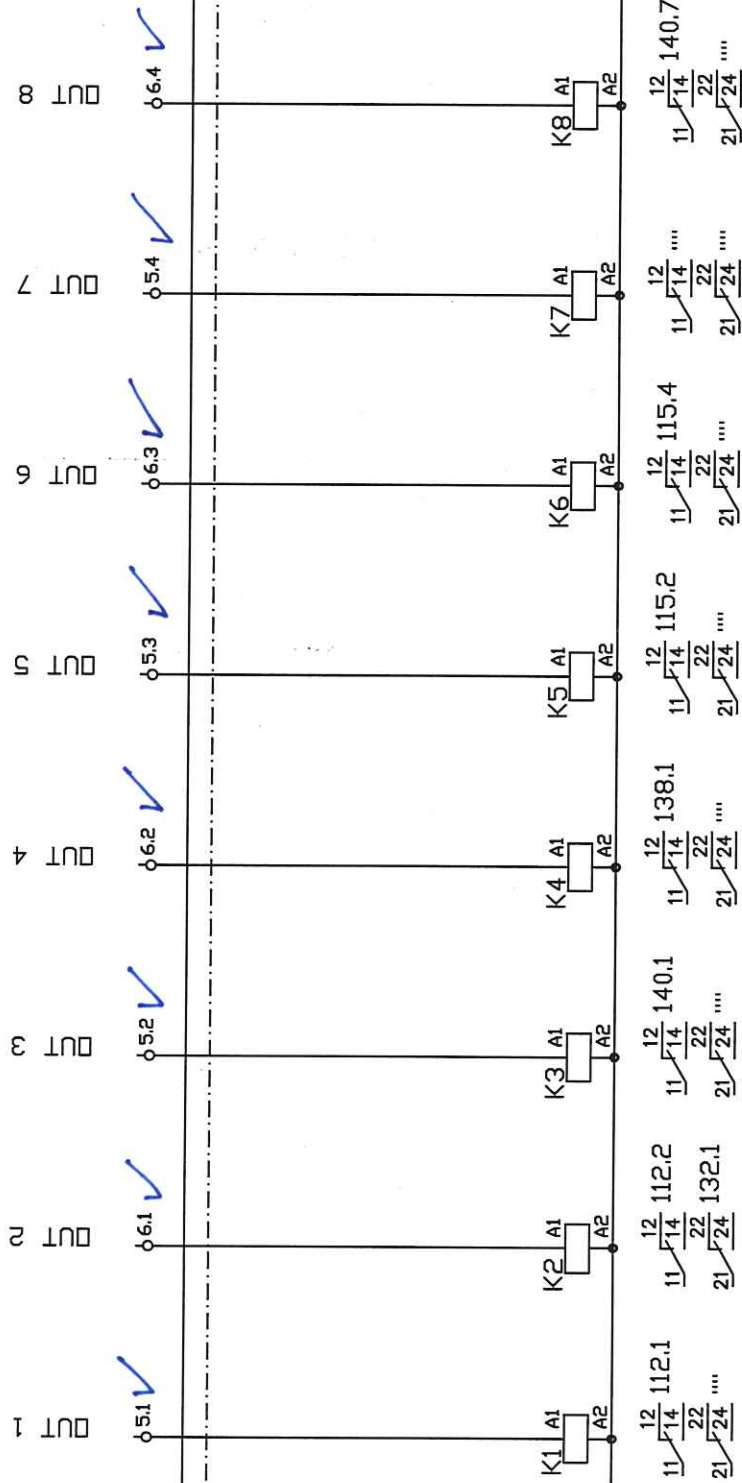 OUT 8
6.4
K8 A1
A2
12 140.7
11 14
22 ....
21 24
OUT 7
5.4
K7 A1
A2
12 ....
11 14
22 ....
21 24
OUT 6
6.3
K6 A1
A2
12 115.4
11 14
22 ....
21 24
OUT 5
5.3
K5 A1
A2
12 115.2
11 14
22 ....
21 24
OUT 4
6.2
K4 A1
A2
12 138.1
11 14
22 ....
21 24
OUT 3
5.2
K3 A1
A2
12 140.1
11 14
22 ....
21 24
OUT 2
6.1
K2 A1
A2
12 112.2
11 14
22 132.1
21 24
OUT 1
5.1
K1 A1
A2
12 112.1
11 14
22 ....
21 24